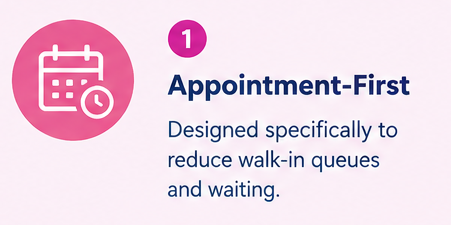 1
Appointment-First
Designed specifically to
reduce walk-in queues
and waiting.